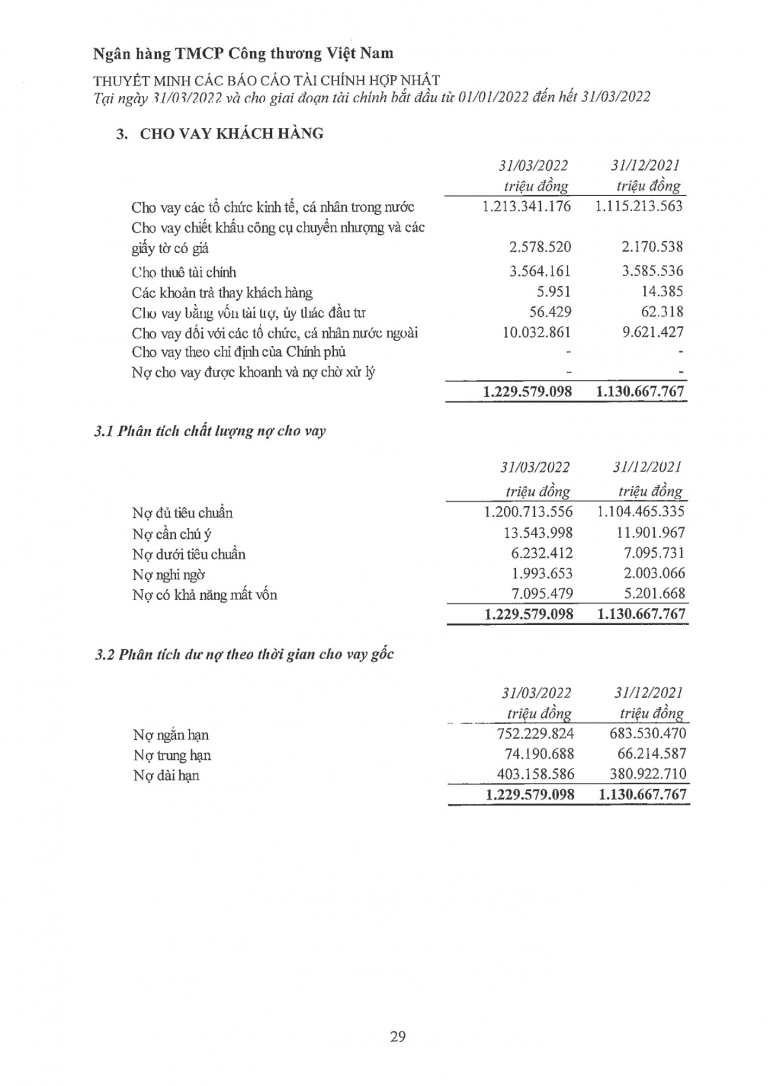 Ngân hàng TMCP Công thương Việt Nam
THUYẾT MINH CÁC BÁO CÁO TÀI CHÍNH HỢP NHẤT
Tại ngày 31/03/2022 và cho giai đoạn tài chính bắt đầu từ 01/01/2022 đến hết 31/03/2022
3. CHO VAY KHÁCH HÀNG
31/03/2022 31/12/2021
triệu đồng triệu đồng
Cho vay các tổ chức kinh tế, cá nhân trong nước 1.213.341.176 1.115.213.563
Cho vay chiết khấu công cụ chuyển nhượng và các
giấy tờ có giá 2.578.520 2.170.538
Cho thuê tài chính 3.564.161 3.585.536
Các khoản trả thay khách hàng 5.951 14.385
Cho vay bằng vốn tài trợ, ủy thác đầu tư 56.429 62.318
Cho vay đối với các tổ chức, cá nhân nước ngoài 10.032.861 9.621.427
Cho vay theo chỉ định của Chính phủ - -
Nợ cho vay được khoanh và nợ chờ xử lý - -
1.229.579.098 1.130.667.767
3.1 Phân tích chất lượng nợ cho vay
31/03/2022 31/12/2021
triệu đồng triệu đồng
Nợ đủ tiêu chuẩn 1.200.713.556 1.104.465.335
Nợ cần chú ý 13.543.998 11.901.967
Nợ dưới tiêu chuẩn 6.232.412 7.095.731
Nợ nghi ngờ 1.993.653 2.003.066
Nợ có khả năng mất vốn 7.095.479 5.201.668
1.229.579.098 1.130.667.767
3.2 Phân tích dư nợ theo thời gian cho vay gốc
31/03/2022 31/12/2021
triệu đồng triệu đồng
Nợ ngắn hạn 752.229.824 683.530.470
Nợ trung hạn 74.190.688 66.214.587
Nợ dài hạn 403.158.586 380.922.710
1.229.579.098 1.130.667.767
29